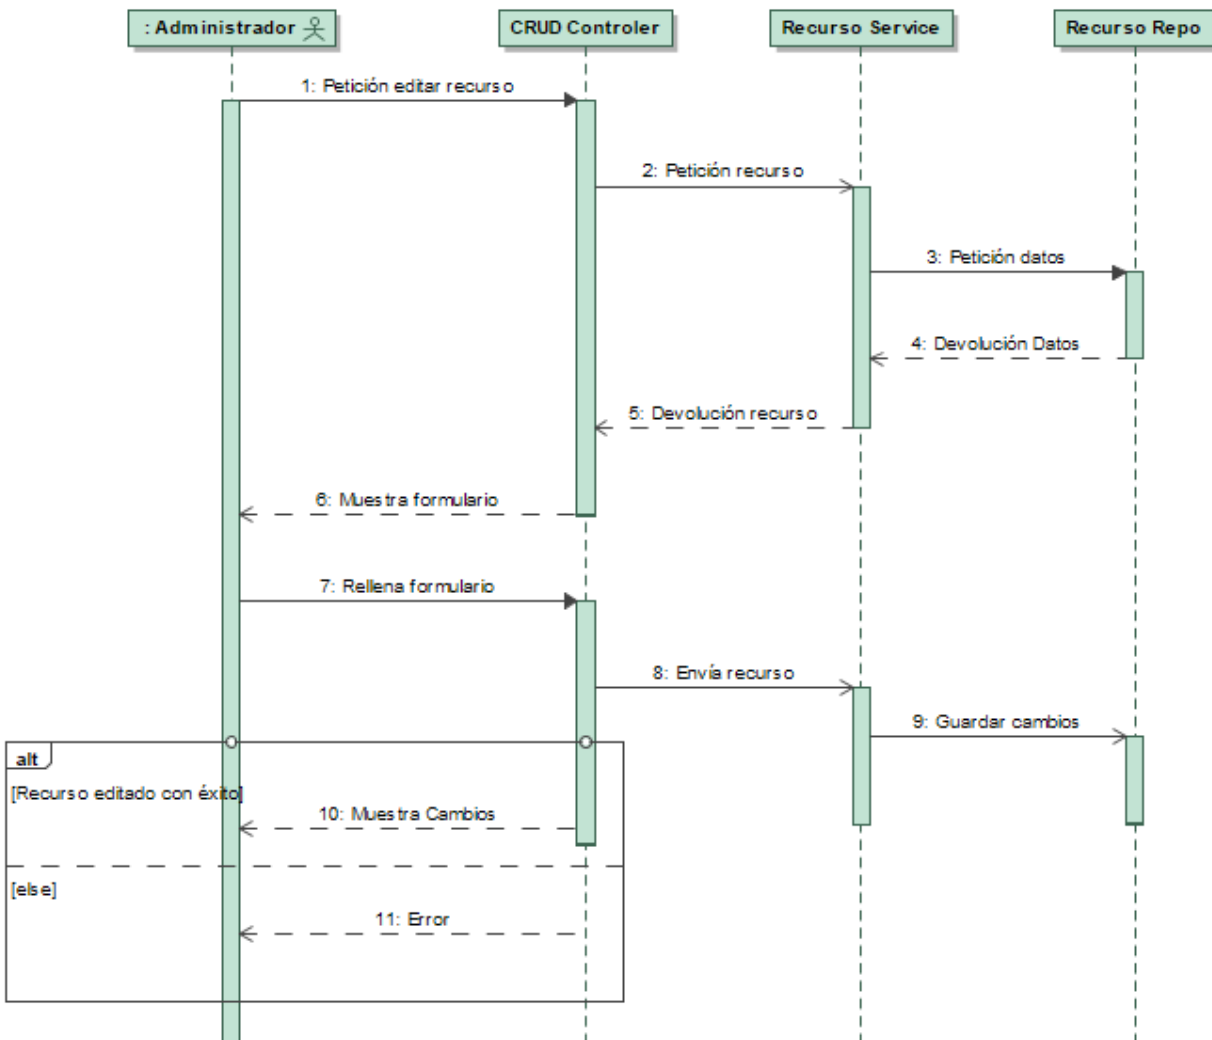 : Administrador
CRUD Controler
Recurso Service
Recurso Repo
1: Petición editar recurso
2: Petición recurso
3: Petición datos
4: Devolución Datos
5: Devolución recurso
6: Muestra formulario
7: Rellena formulario
8: Envía recurso
9: Guardar cambios
alt
[Recurso editado con éxito]
10: Muestra Cambios
[else]
11: Error